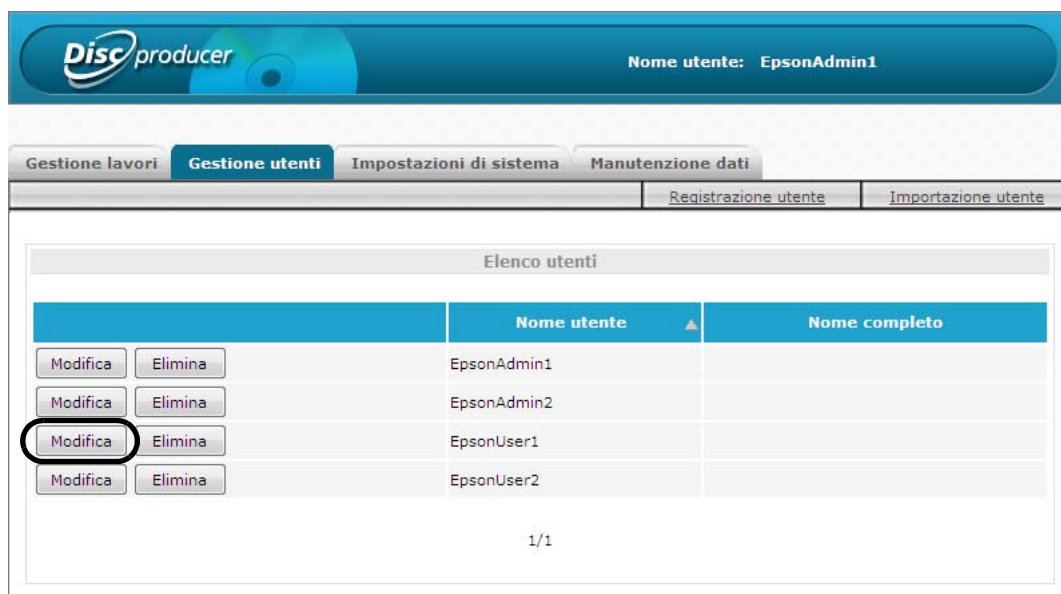 Disc producer
Nome utente: EpsonAdmin1
Gestione lavori Gestione utenti Impostazioni di sistema Manutenzione dati
Registrazione utente Importazione utente
Elenco utenti
Nome utente Nome completo
Modifica Elimina EpsonAdmin1
Modifica Elimina EpsonAdmin2
Modifica Elimina EpsonUser1
Modifica Elimina EpsonUser2
1/1